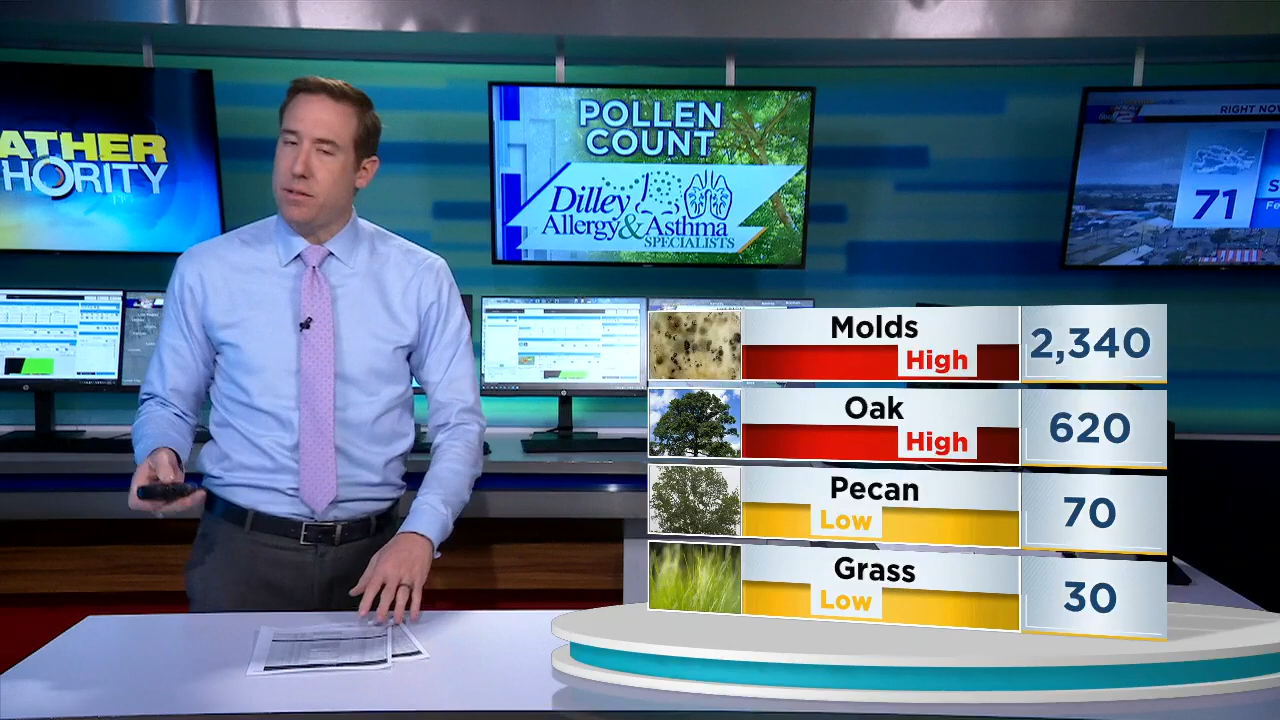 ATHER
HORITY
POLLEN
COUNT
Dilley
Allergy & Asthma
SPECIALISTS
RIGHT NOW
71
Molds
High
2,340
Oak
High
620
Pecan
Low
70
Grass
Low
30